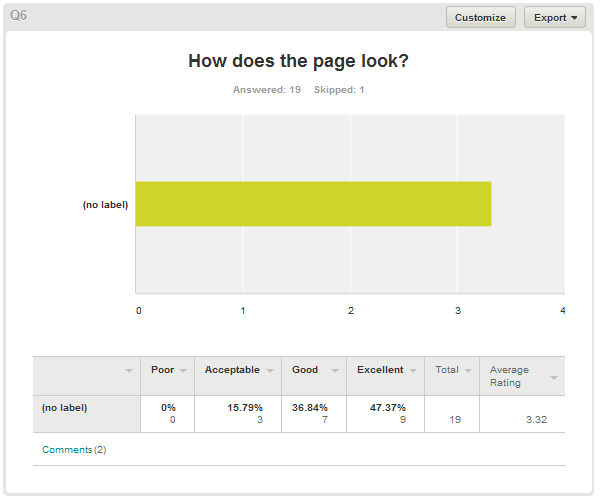 Q6 Customize Export
How does the page look?
Answered: 19 Skipped: 1
(no label)
0 1 2 3 4
Poor Acceptable Good Excellent Total Average
Rating
(no label) 0% 15.79% 36.84% 47.37%
0 3 7 9 19 3.32
Comments (2)